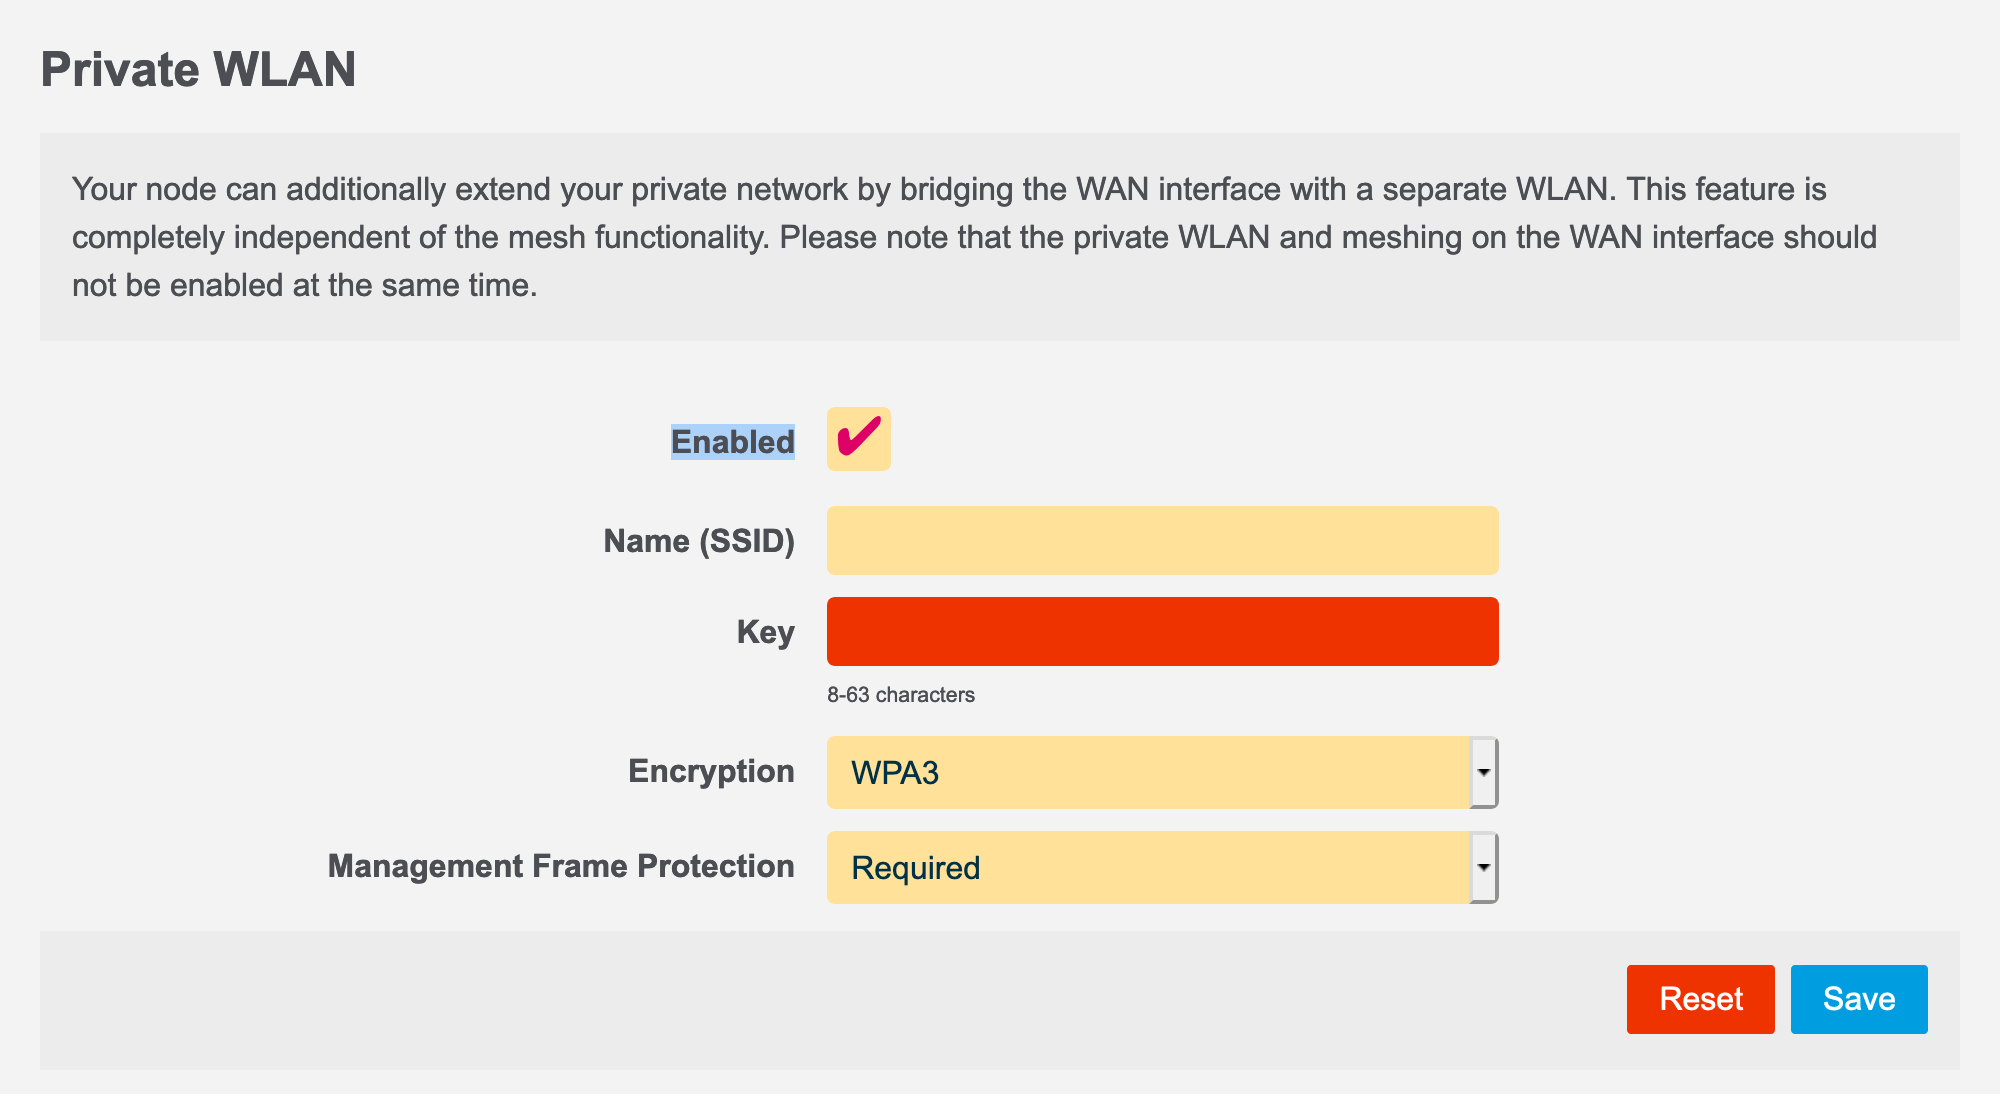 Private WLAN
Your node can additionally extend your private network by bridging the WAN interface with a separate WLAN. This feature is
completely independent of the mesh functionality. Please note that the private WLAN and meshing on the WAN interface should
not be enabled at the same time.
Enabled ✔
Name (SSID)
Key
8-63 characters
Encryption WPA3
Management Frame Protection Required
Reset Save